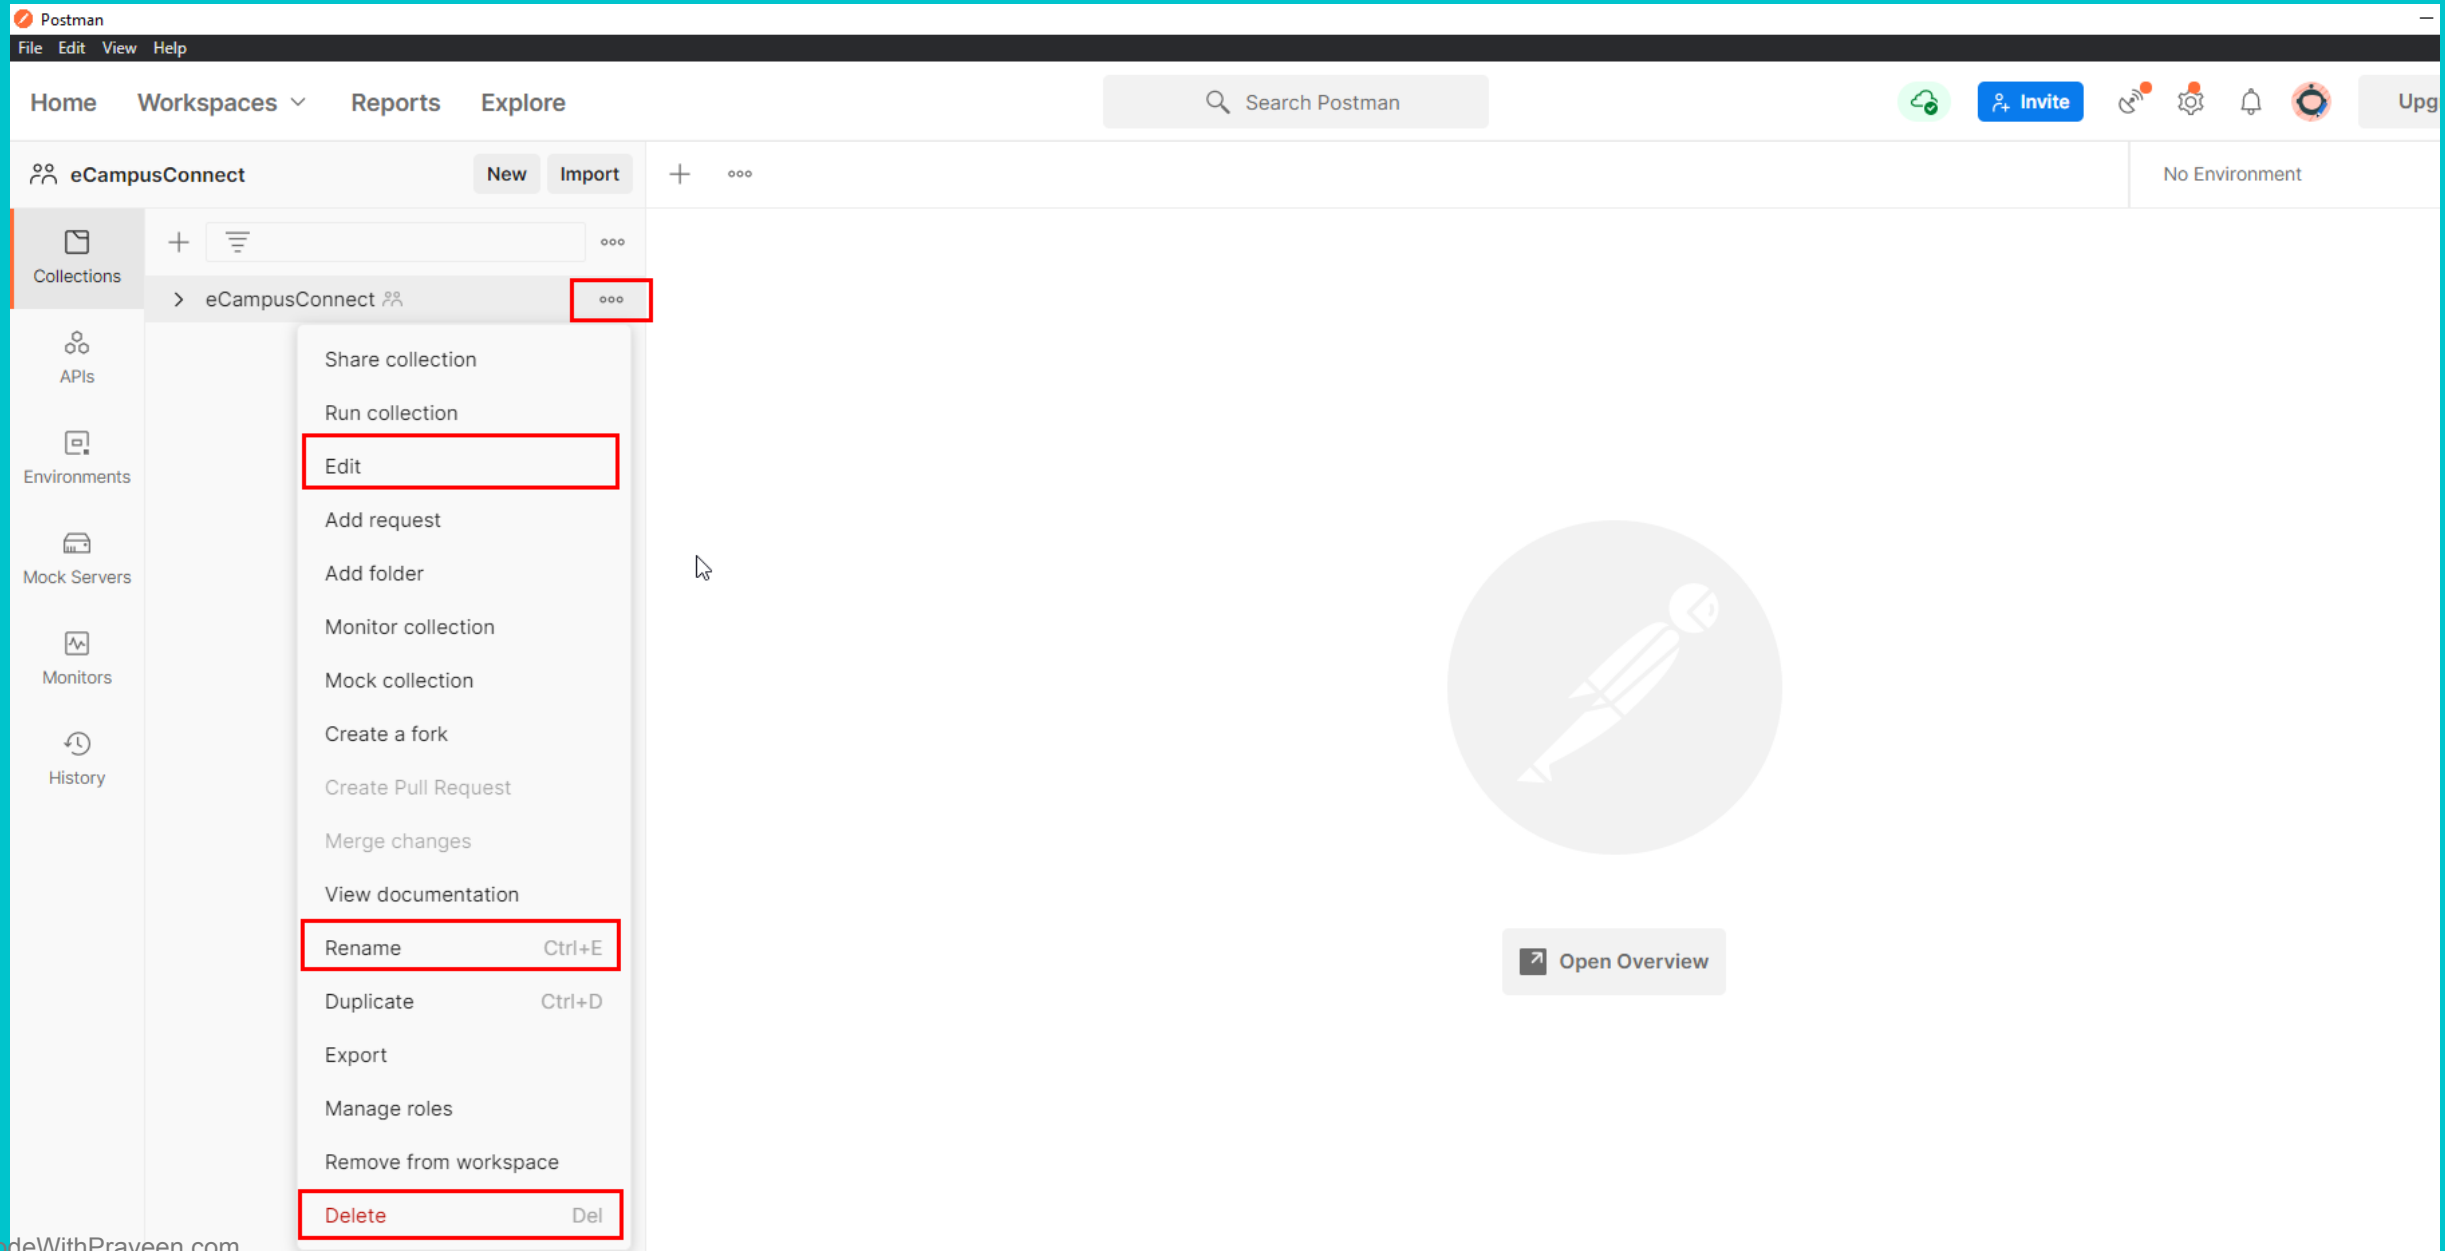 Postman
File Edit View Help
Home Workspaces Reports Explore
Search Postman
Invite
Upg
eCampusConnect
New Import
No Environment
Collections
eCampusConnect
APIs
Environments
Mock Servers
Monitors
History
Share collection
Run collection
Edit
Add request
Add folder
Monitor collection
Mock collection
Create a fork
Create Pull Request
Merge changes
View documentation
Rename Ctrl+E
Duplicate Ctrl+D
Export
Manage roles
Remove from workspace
Delete Del
Open Overview
deWithPraveen.com